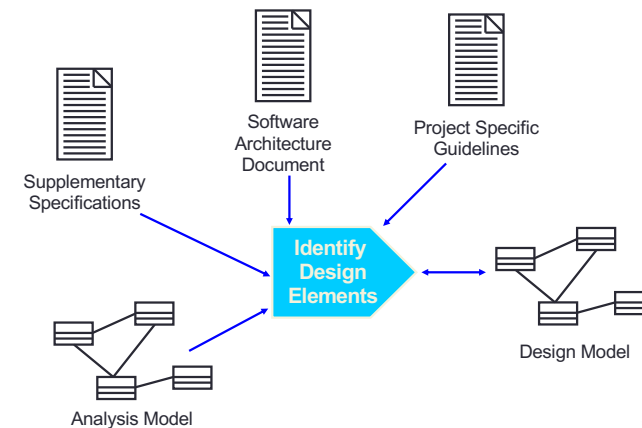 Software
Architecture
Document
Project Specific
Guidelines
Supplementary
Specifications
Identify
Design
Elements
Design Model
Analysis Model